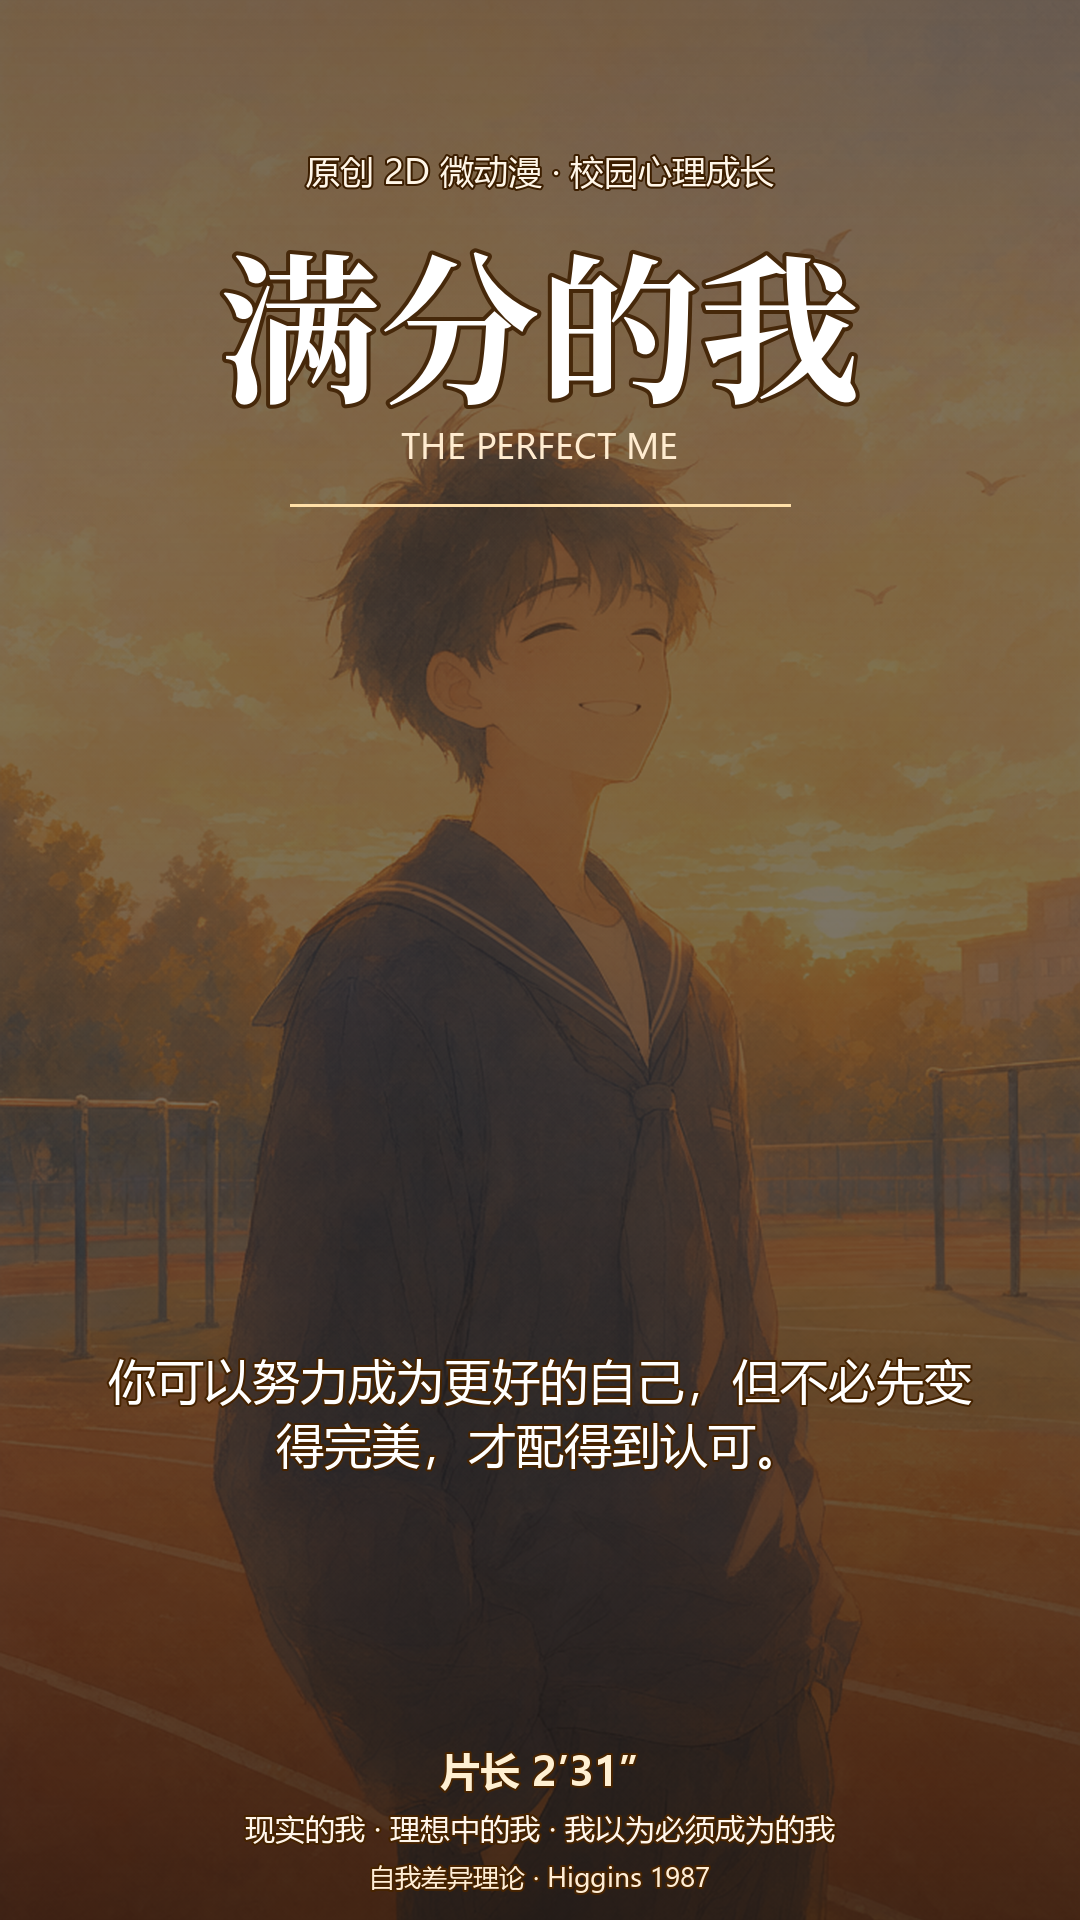 原创 2D 微动漫 · 校园心理成长
满分的我
THE PERFECT ME
你可以努力成为更好的自己，但不必先变
得完美，才配得到认可。
片长 2′31″
现实的我 · 理想中的我 · 我以为必须成为的我
自我差异理论 · Higgins 1987